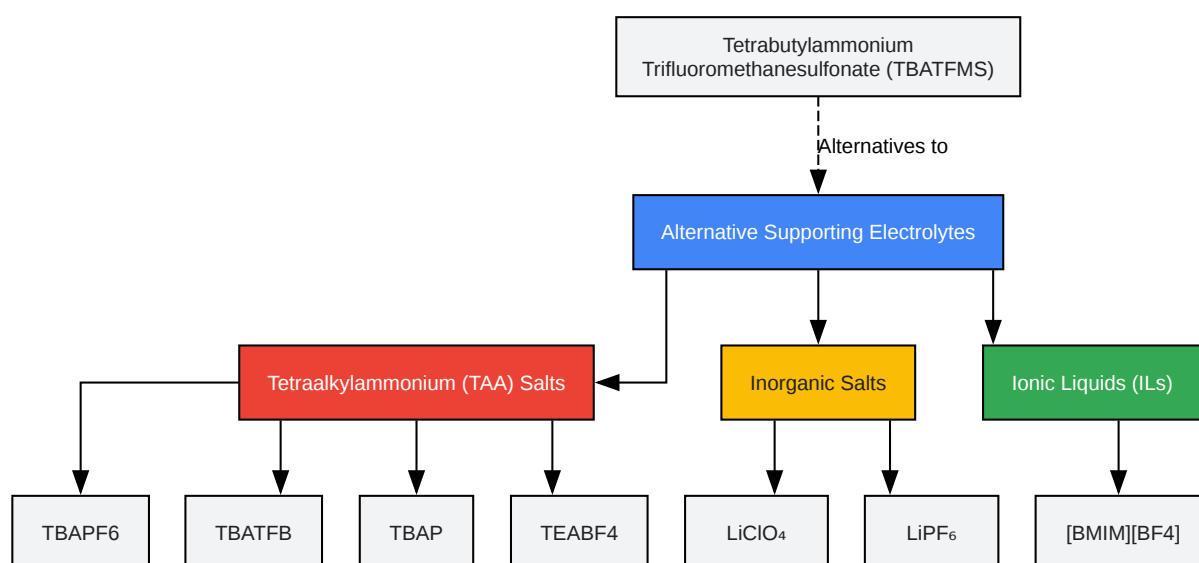 Tetrabutylammonium
Trifluoromethanesulfonate (TBATFMS)
Alternatives to
Alternative Supporting Electrolytes
Tetraalkylammonium (TAA) Salts
Inorganic Salts
Ionic Liquids (ILs)
TBAPF6
TBATFB
TBAP
TEABF4
LiClO₄
LiPF₆
[BMIM][BF4]